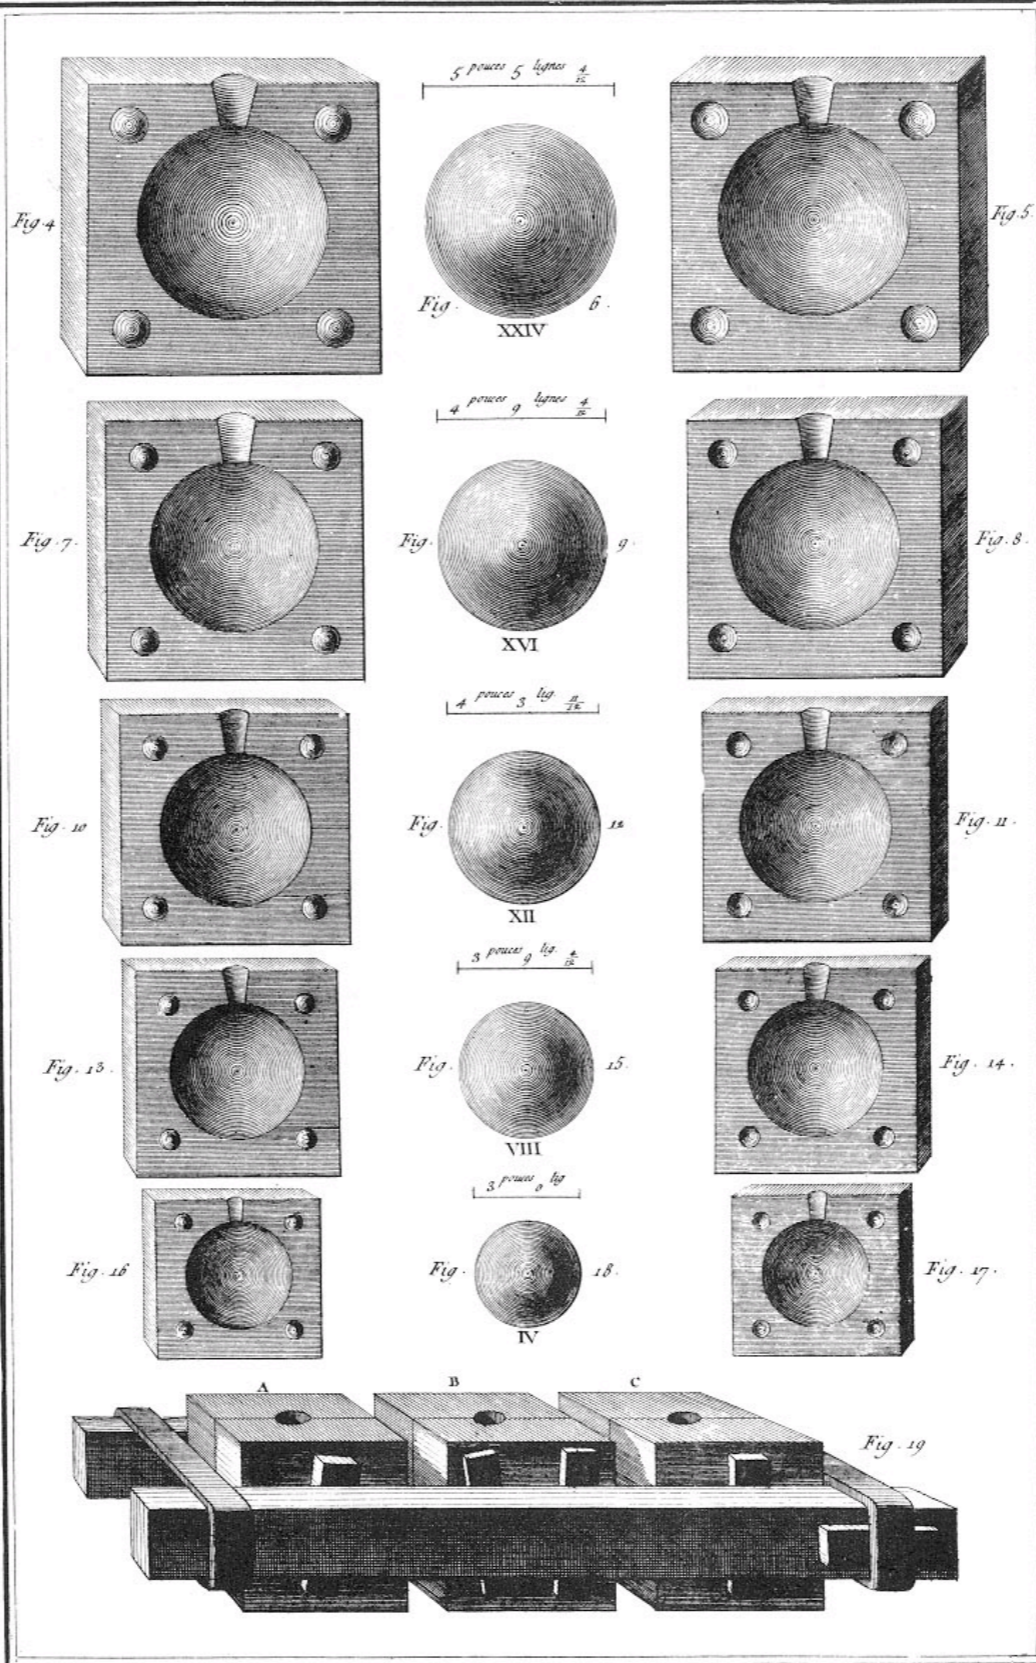 5 pouces 5 lignes 4/12
Fig. 4
Fig. 5.
Fig. 6.
XXIV
4 pouces 9 lignes 4/12
Fig. 7.
Fig. 9.
Fig. 8.
XVI
4 pouces 3 lig. 11/12
Fig. 10
Fig. 12
Fig. 11.
XII
3 pouces 9 lig. 4/12
Fig. 13.
Fig. 15.
Fig. 14.
VIII
3 pouces 0 lig
Fig. 16
Fig. 18.
Fig. 17.
IV
A B C
Fig. 19